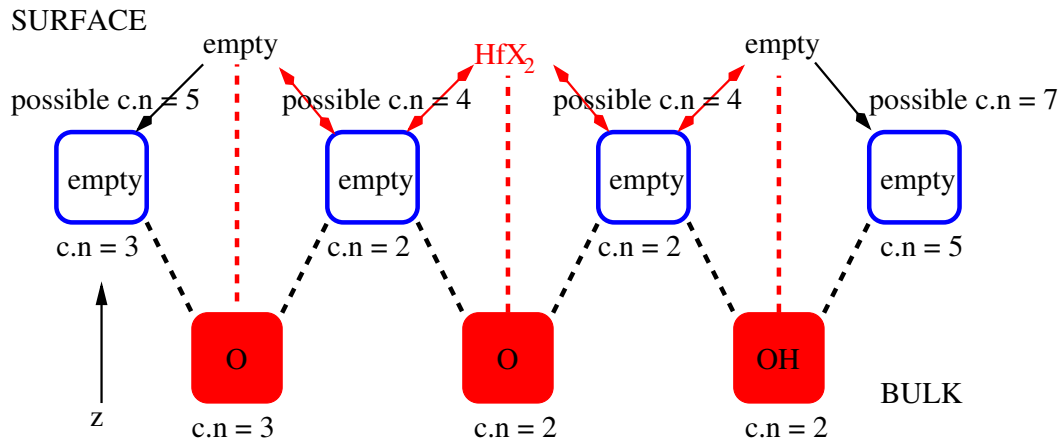 SURFACE
empty
HfX2
empty
possible c.n = 5
possible c.n = 4
possible c.n = 4
possible c.n = 7
empty
empty
empty
empty
c.n = 3
c.n = 2
c.n = 2
c.n = 5
O
O
OH
BULK
z
c.n = 3
c.n = 2
c.n = 2